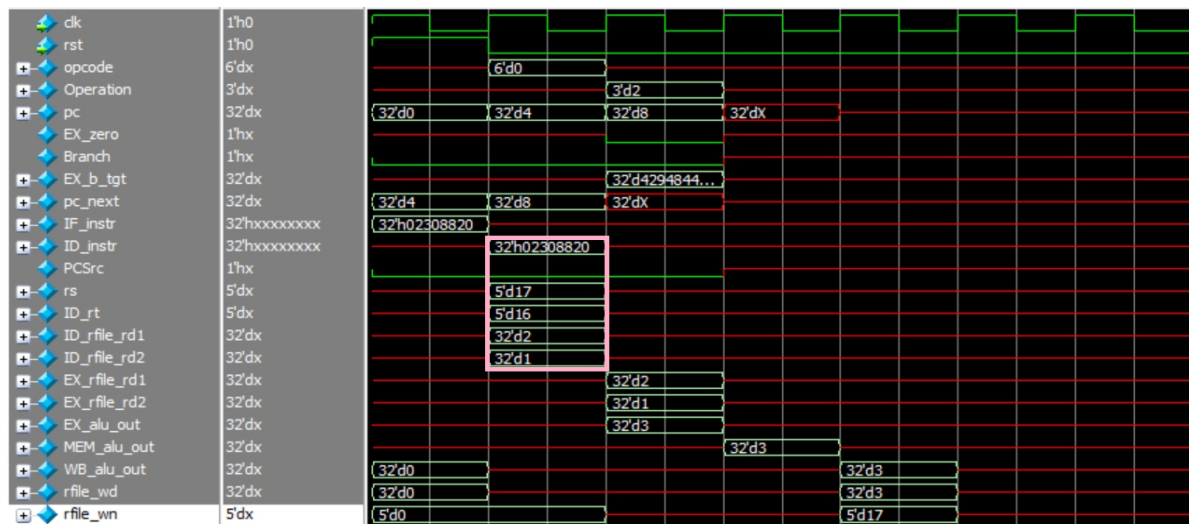 clk 1'h0
rst 1'h0
opcode 6'dx 6'd0
Operation 3'dx 3'd2
pc 32'dx 32'd0 32'd4 32'd8 32'dX
EX_zero 1'hx
Branch 1'hx
EX_b_tgt 32'dx 32'd4294844...
pc_next 32'dx 32'd4 32'd8 32'dX
IF_instr 32'hxxxxxxxx 32'h02308820
ID_instr 32'hxxxxxxxx 32'h02308820
PCSrc 1'hx
rs 5'dx 5'd17
ID_rt 5'dx 5'd16
ID_rfile_rd1 32'dx 32'd2
ID_rfile_rd2 32'dx 32'd1
EX_rfile_rd1 32'dx 32'd2
EX_rfile_rd2 32'dx 32'd1
EX_alu_out 32'dx 32'd3
MEM_alu_out 32'dx 32'd3
WB_alu_out 32'dx 32'd0 32'd3
rfile_wd 32'dx 32'd0 32'd3
rfile_wn 5'dx 5'd0 5'd17